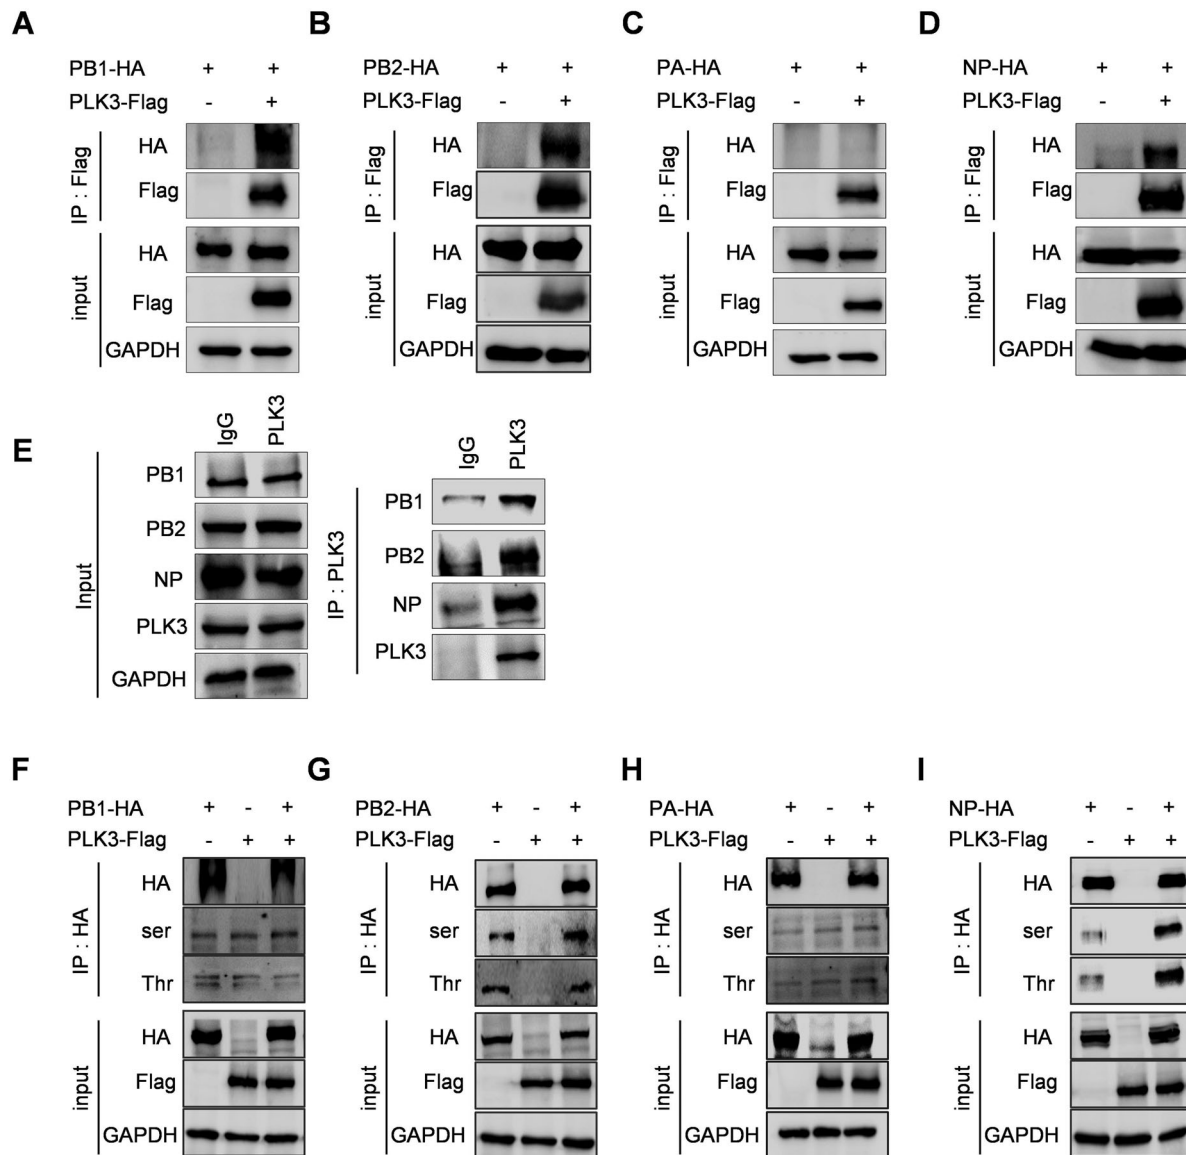 A
B
C
D
PB1-HA + +
PB2-HA + +
PA-HA + +
NP-HA + +
PLK3-Flag - +
PLK3-Flag - +
PLK3-Flag - +
PLK3-Flag - +
IP : Flag
HA
Flag
input
HA
Flag
GAPDH
IP : Flag
HA
Flag
input
HA
Flag
GAPDH
IP : Flag
HA
Flag
input
HA
Flag
GAPDH
IP : Flag
HA
Flag
input
HA
Flag
GAPDH
E
IgG PLK3
Input
PB1
PB2
NP
PLK3
GAPDH
IgG PLK3
IP : PLK3
PB1
PB2
NP
PLK3
F
G
H
I
PB1-HA + - +
PB2-HA + - +
PA-HA + - +
NP-HA + - +
PLK3-Flag - + +
PLK3-Flag - + +
PLK3-Flag - + +
PLK3-Flag - + +
IP : HA
HA
ser
Thr
input
HA
Flag
GAPDH
IP : HA
HA
ser
Thr
input
HA
Flag
GAPDH
IP : HA
HA
ser
Thr
input
HA
Flag
GAPDH
IP : HA
HA
ser
Thr
input
HA
Flag
GAPDH